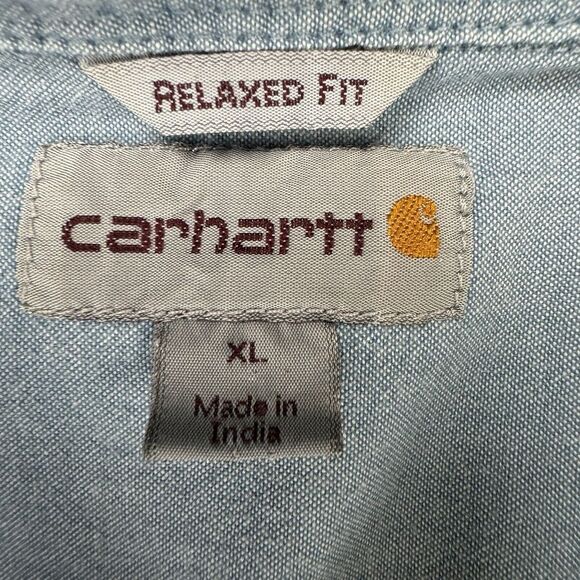 RELAXED FIT
carhartt
XL
Made in
India